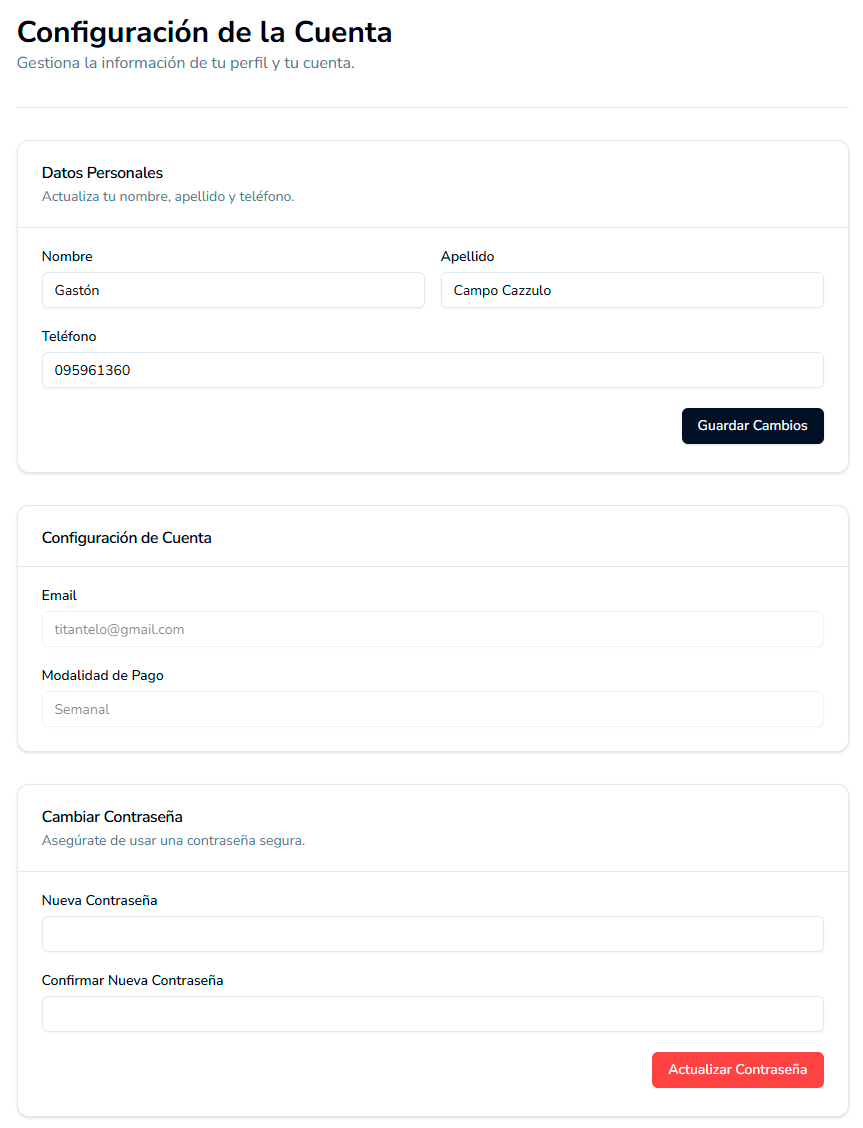 Configuración de la Cuenta
Gestiona la información de tu perfil y tu cuenta.
Datos Personales
Actualiza tu nombre, apellido y teléfono.
Nombre
Apellido
Gastón
Campo Cazzulo
Teléfono
095961360
Guardar Cambios
Configuración de Cuenta
Email
titantelo@gmail.com
Modalidad de Pago
Semanal
Cambiar Contraseña
Asegúrate de usar una contraseña segura.
Nueva Contraseña
Confirmar Nueva Contraseña
Actualizar Contraseña